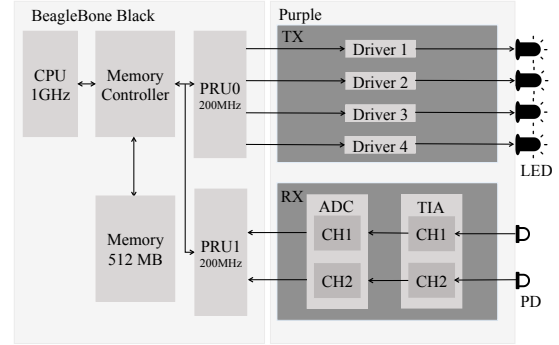 BeagleBone Black
CPU
1GHz
Memory
Controller
PRU0
200MHz
Memory
512 MB
PRU1
200MHz
Purple
TX
Driver 1
Driver 2
Driver 3
Driver 4
LED
RX
ADC
CH1
CH2
TIA
CH1
CH2
PD